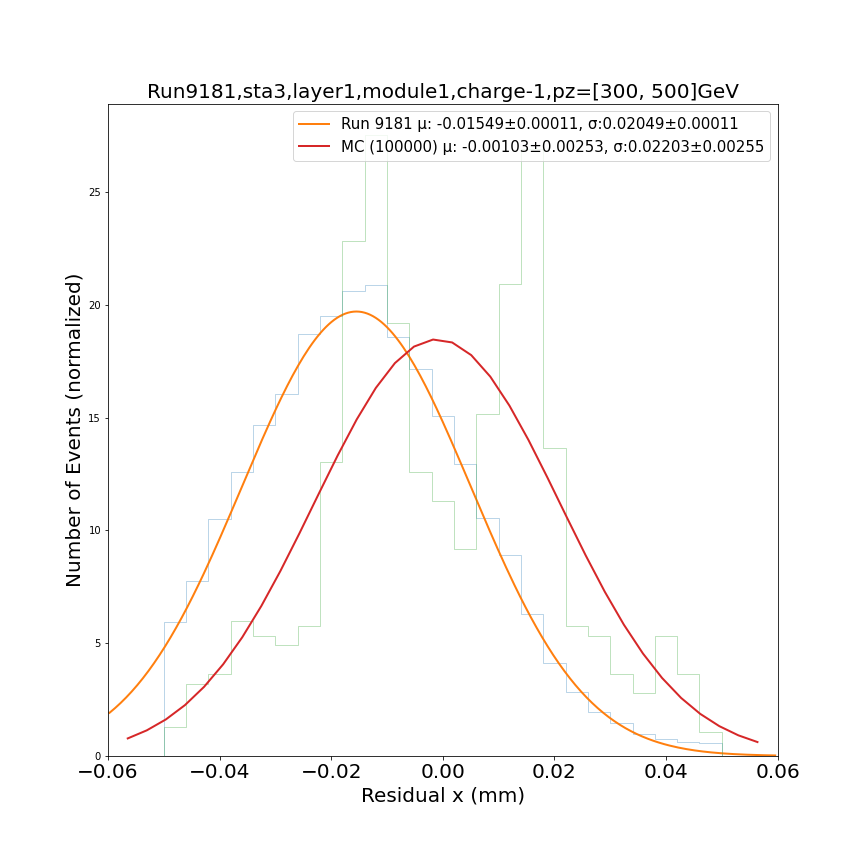 Run9181,sta3,layer1,module1,charge-1,pz=[300, 500]GeV
Run 9181 μ: -0.01549±0.00011, σ:0.02049±0.00011
MC (100000) μ: -0.00103±0.00253, σ:0.02203±0.00255
Number of Events (normalized)
25
20
15
10
5
0
−0.06 −0.04 −0.02 0.00 0.02 0.04 0.06
Residual x (mm)